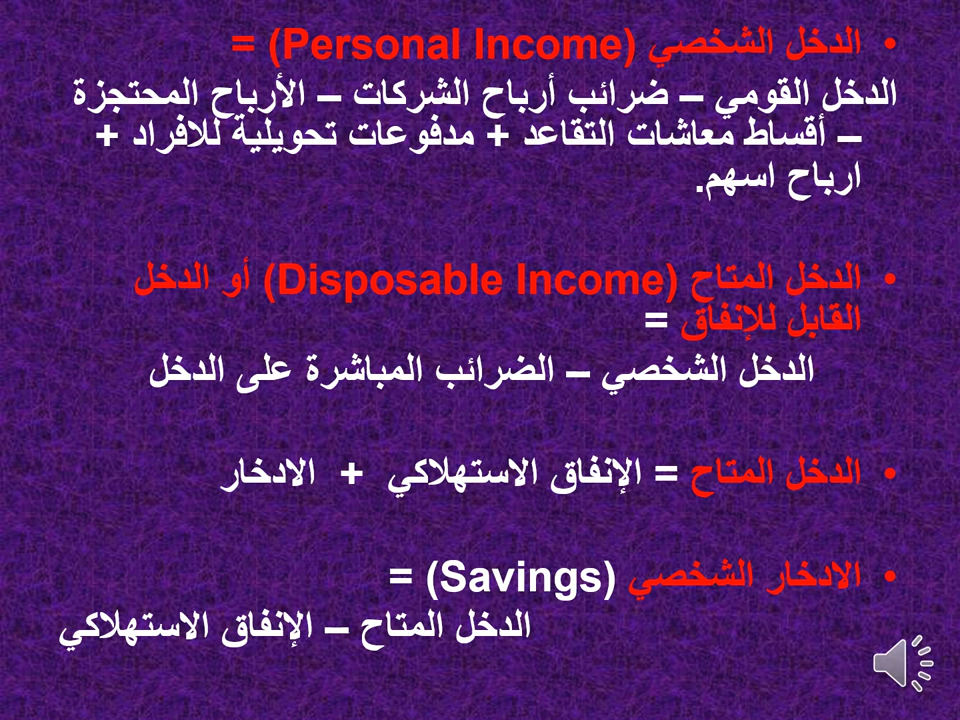 • الدخل الشخصي (Personal Income) =
الدخل القومي – ضرائب أرباح الشركات – الأرباح المحتجزة
– أقساط معاشات التقاعد + مدفوعات تحويلية للافراد +
ارباح اسهم.
• الدخل المتاح (Disposable Income) أو الدخل
القابل للإنفاق =
الدخل الشخصي – الضرائب المباشرة على الدخل
• الدخل المتاح = الإنفاق الاستهلاكي + الادخار
• الادخار الشخصي (Savings) =
الدخل المتاح – الإنفاق الاستهلاكي